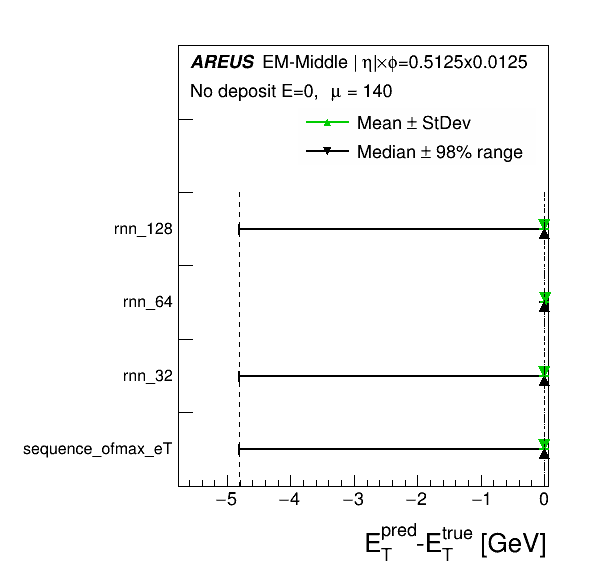 AREUS EM-Middle | η|×ϕ=0.5125x0.0125
No deposit E=0, μ = 140
Mean ± StDev
Median ± 98% range
rnn_128
rnn_64
rnn_32
sequence_ofmax_eT
−5 −4 −3 −2 −1 0
E_T^pred-E_T^true [GeV]